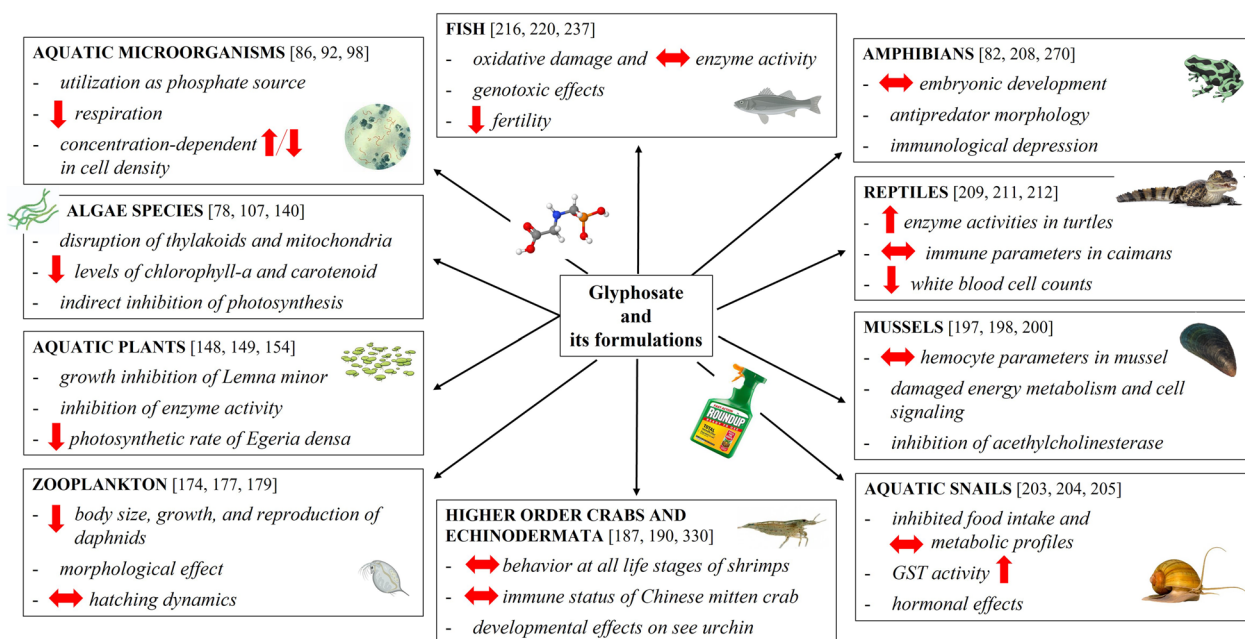 AQUATIC MICROORGANISMS [86, 92, 98]
- utilization as phosphate source
- respiration
- concentration-dependent /
in cell density
ALGAE SPECIES [78, 107, 140]
- disruption of thylakoids and mitochondria
- levels of chlorophyll-a and carotenoid
- indirect inhibition of photosynthesis
AQUATIC PLANTS [148, 149, 154]
- growth inhibition of Lemna minor
- inhibition of enzyme activity
- photosynthetic rate of Egeria densa
ZOOPLANKTON [174, 177, 179]
- body size, growth, and reproduction of
daphnids
- morphological effect
- hatching dynamics
FISH [216, 220, 237]
- oxidative damage and enzyme activity
- genotoxic effects
- fertility
Glyphosate
and
its formulations
ROUNDUP
HIGHER ORDER CRABS AND
ECHINODERMATA [187, 190, 330]
- behavior at all life stages of shrimps
- immune status of Chinese mitten crab
- developmental effects on see urchin
AMPHIBIANS [82, 208, 270]
- embryonic development
- antipredator morphology
- immunological depression
REPTILES [209, 211, 212]
- enzyme activities in turtles
- immune parameters in caimans
- white blood cell counts
MUSSELS [197, 198, 200]
- hemocyte parameters in mussel
- damaged energy metabolism and cell
signaling
- inhibition of acethylcholinesterase
AQUATIC SNAILS [203, 204, 205]
- inhibited food intake and
metabolic profiles
- GST activity
- hormonal effects